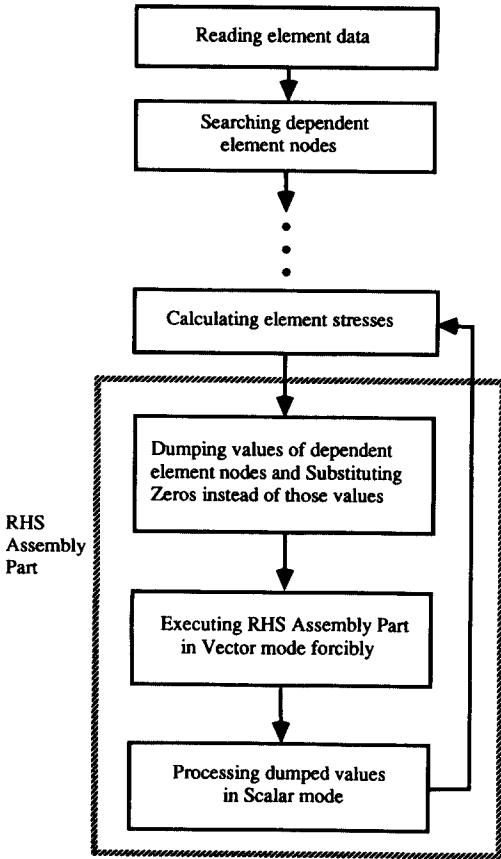 Reading element data
Searching dependent
element nodes
Calculating element stresses
Dumping values of dependent
element nodes and Substituting
Zeros instead of those values
RHS
Assembly
Part
Executing RHS Assembly Part
in Vector mode forcibly
Processing dumped values
in Scalar mode